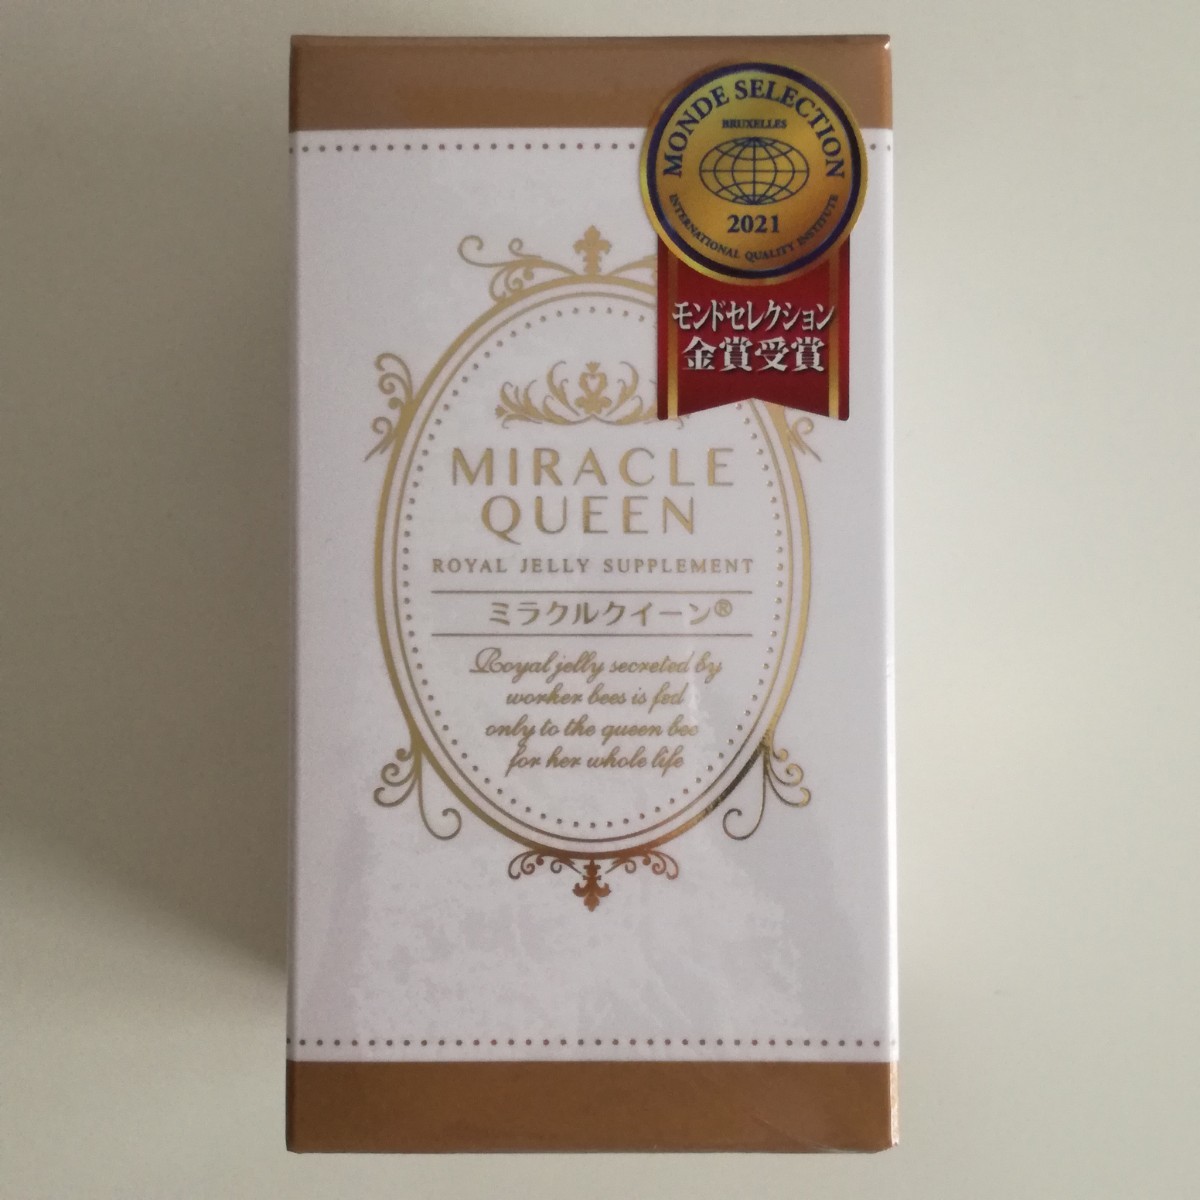 MONDE SELECTION
BRUXELLES
2021
INTERNATIONAL QUALITY INSTITUTE
モンドセレクション
金賞受賞
MIRACLE
QUEEN
ROYAL JELLY SUPPLEMENT
ミラクルクイーン®
Royal jelly secreted by
worker bees is fed
only to the queen bee
for her whole life